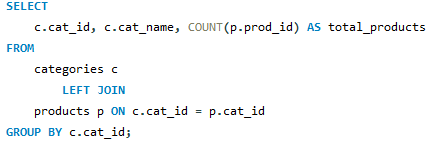 SELECT
c.cat_id, c.cat_name, COUNT(p.prod_id) AS total_products
FROM
categories c
LEFT JOIN
products p ON c.cat_id = p.cat_id
GROUP BY c.cat_id;